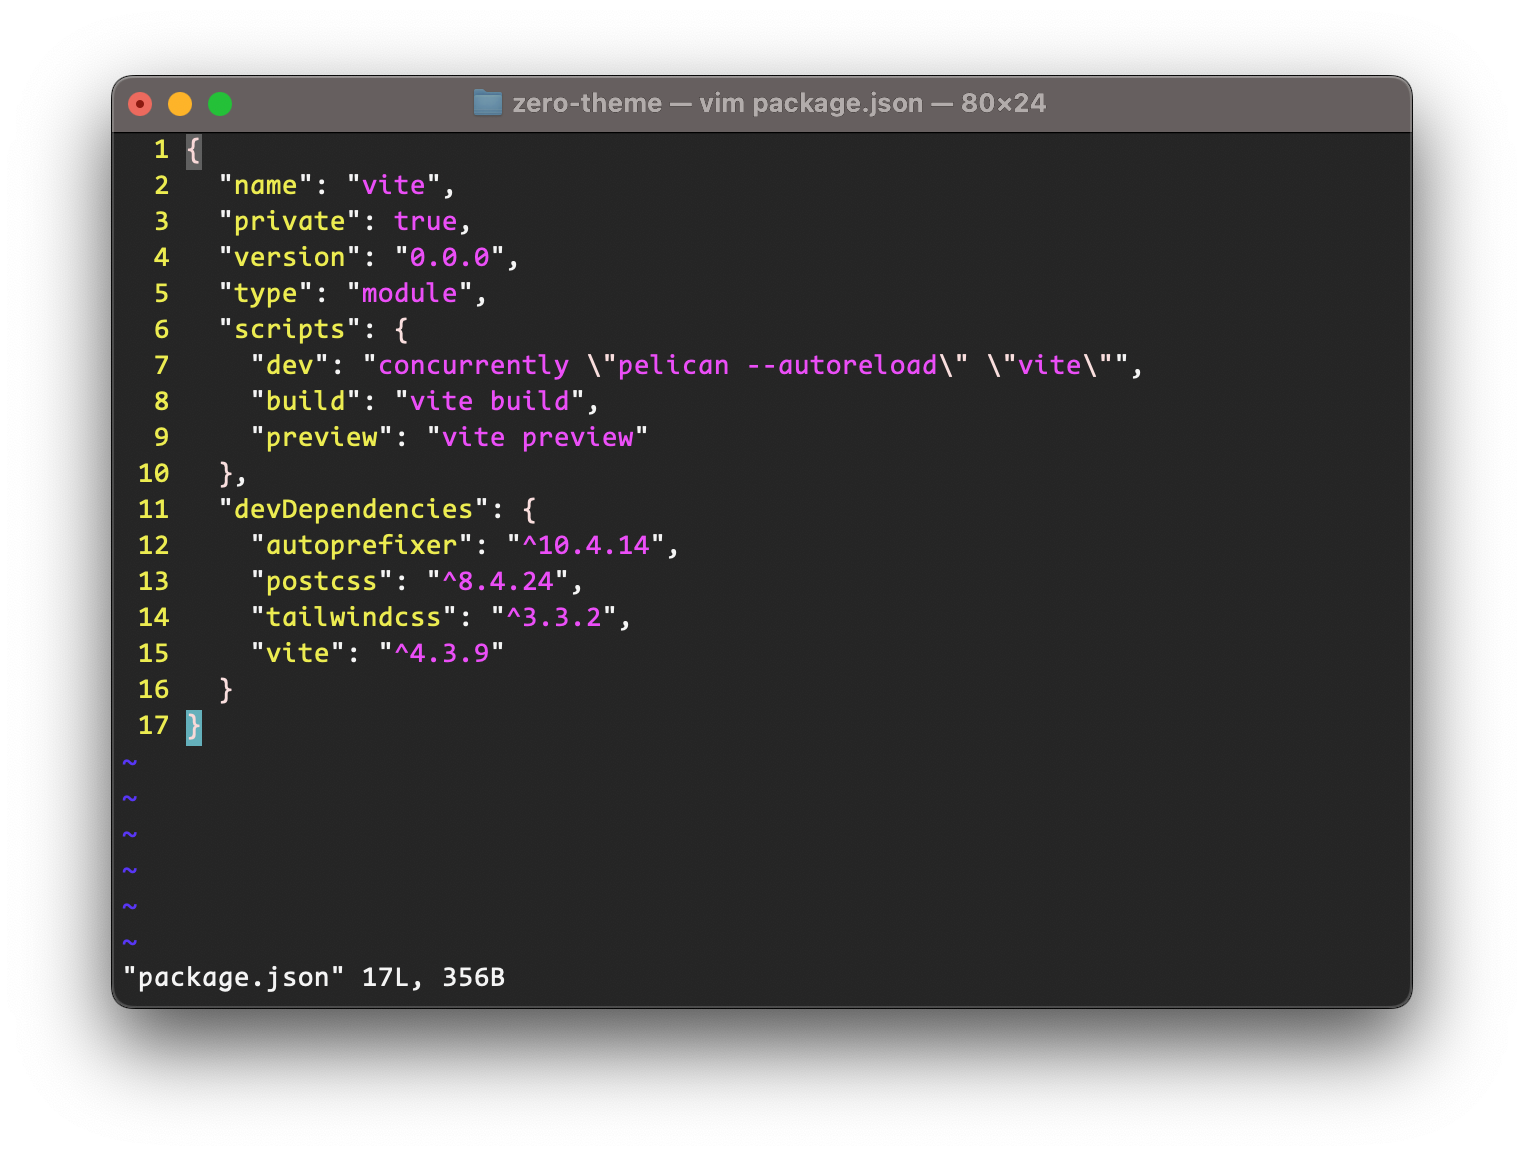 zero-theme — vim package.json — 80×24
1 {
2   "name": "vite",
3   "private": true,
4   "version": "0.0.0",
5   "type": "module",
6   "scripts": {
7     "dev": "concurrently \"pelican --autoreload\" \"vite\"",
8     "build": "vite build",
9     "preview": "vite preview"
10   },
11   "devDependencies": {
12     "autoprefixer": "^10.4.14",
13     "postcss": "^8.4.24",
14     "tailwindcss": "^3.3.2",
15     "vite": "^4.3.9"
16   }
17 }
~
~
~
~
~
~
"package.json" 17L, 356B